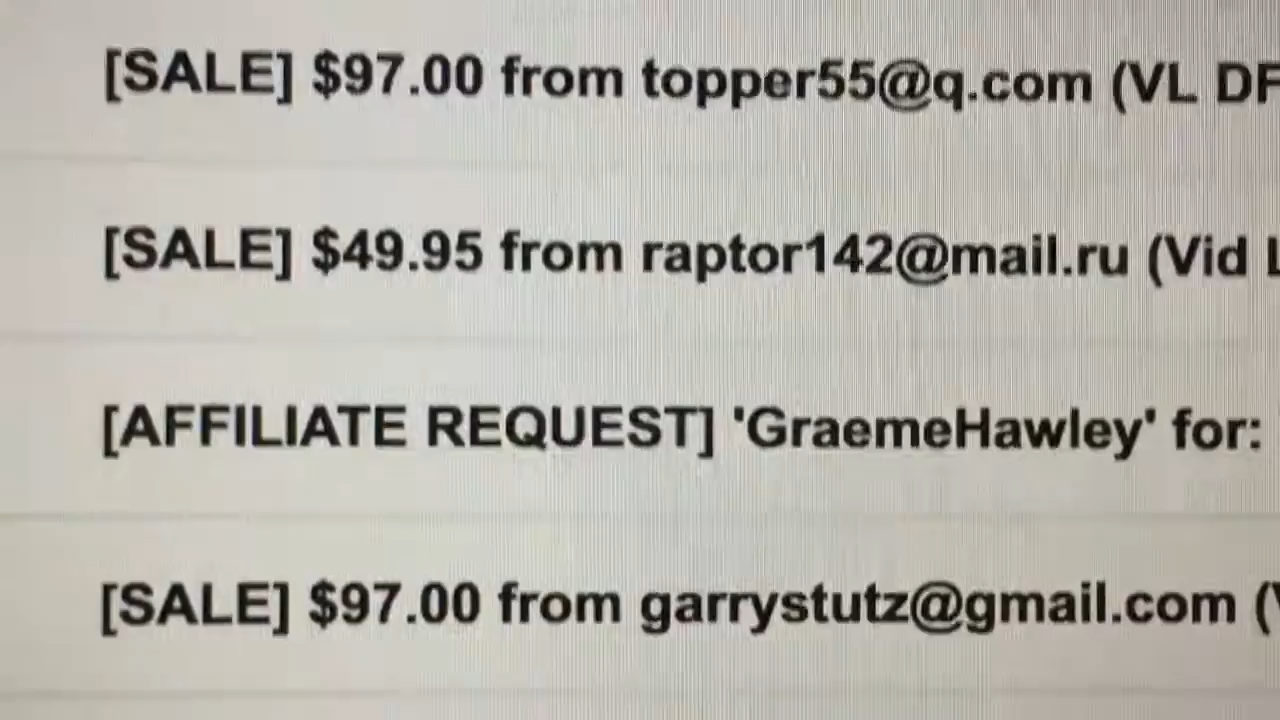 [SALE] $97.00 from topper55@q.com (VL DF
[SALE] $49.95 from raptor142@mail.ru (Vid L
[AFFILIATE REQUEST] 'GraemeHawley' for:
[SALE] $97.00 from garrystutz@gmail.com (V